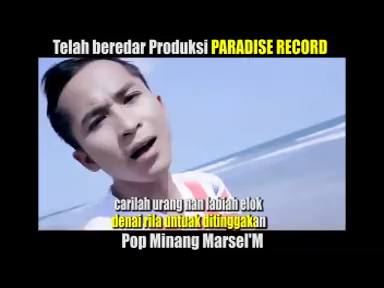 Telah beredar Produksi PARADISE RECORD
carilah urang nan labiah elok
denai rila untuak ditinggakan
Pop Minang Marsel'M